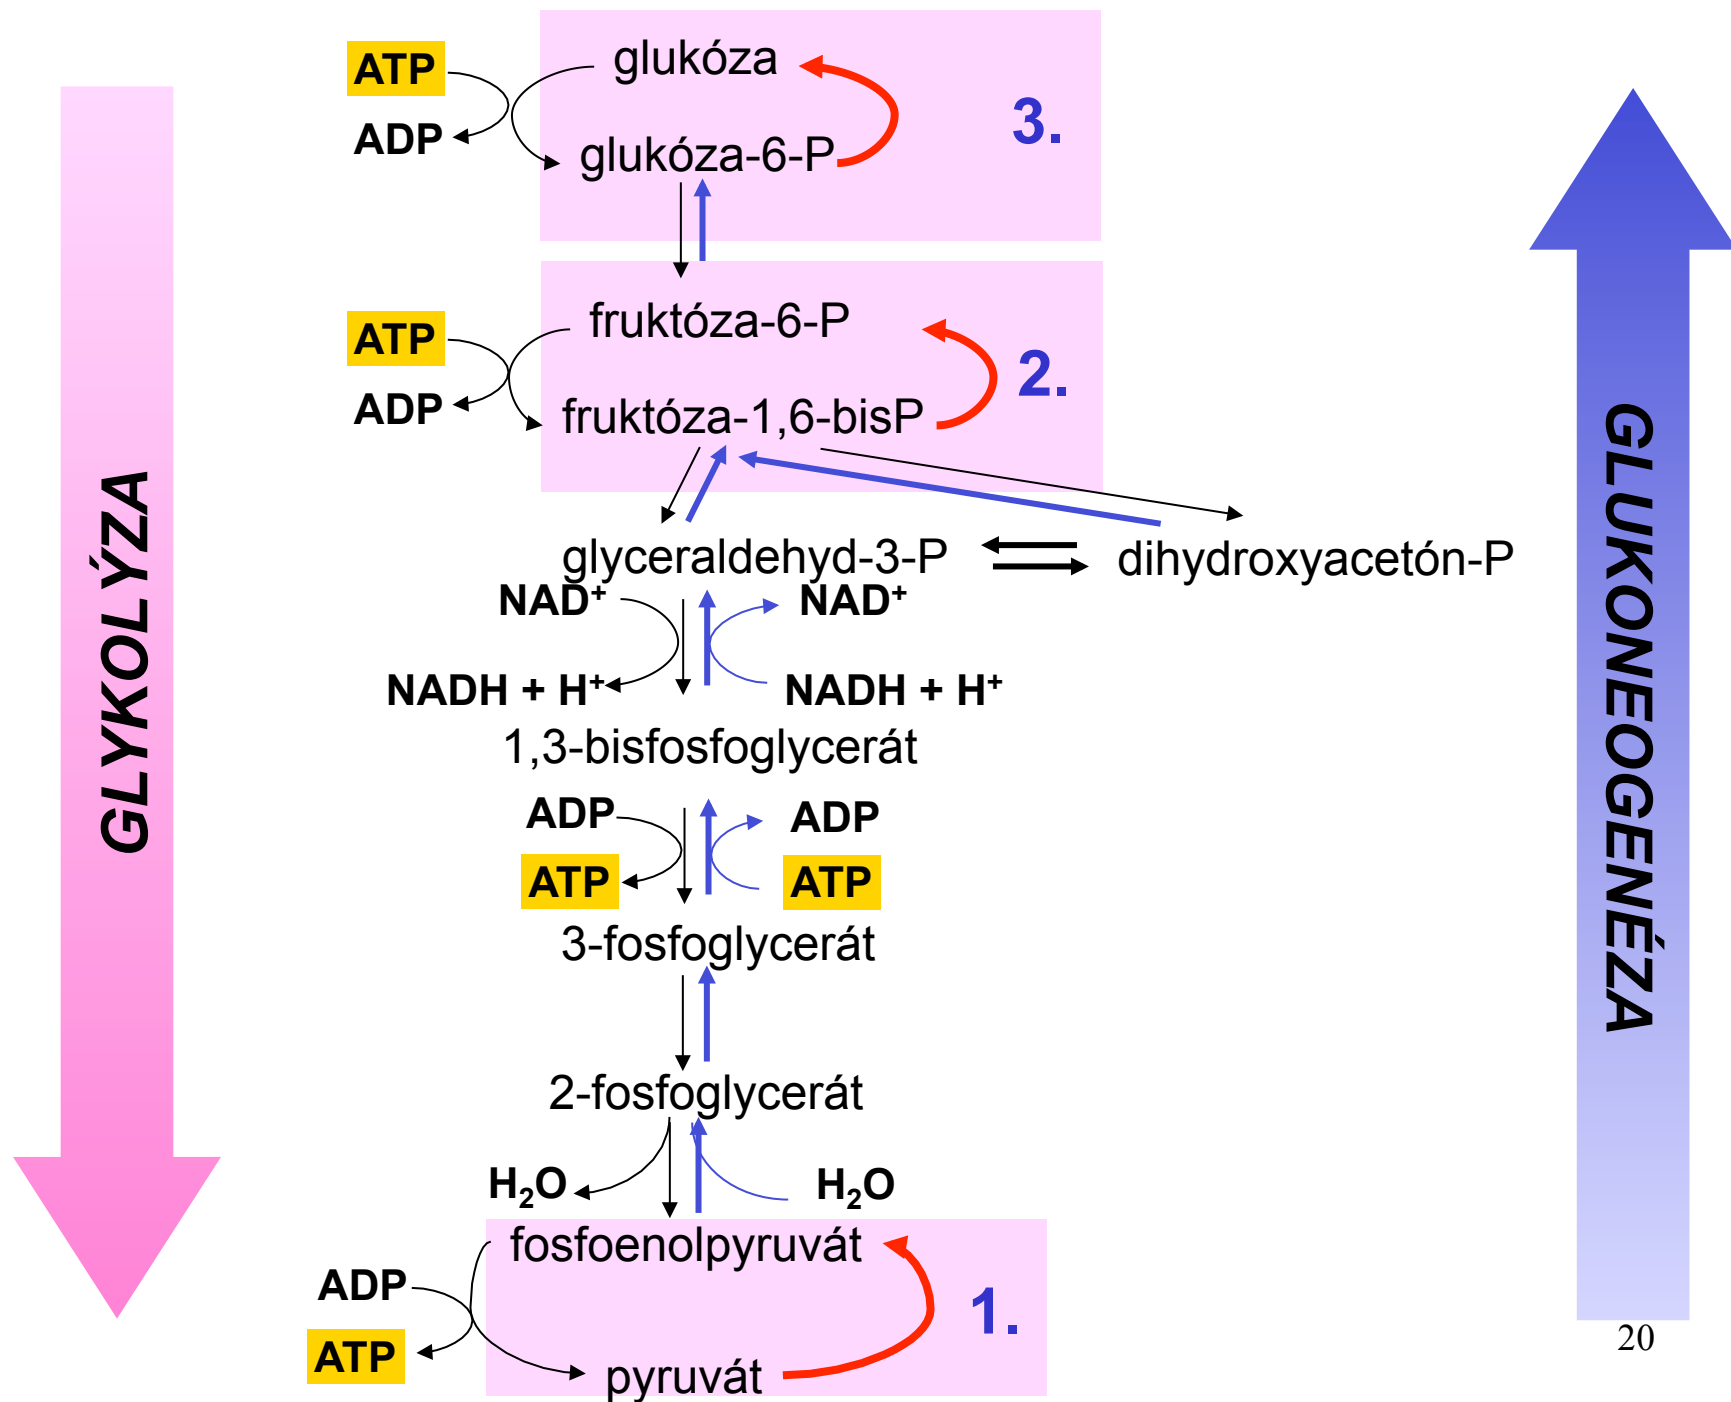 ATP
glukóza
3.
ADP
glukóza-6-P
ATP
fruktóza-6-P
2.
ADP
fruktóza-1,6-bisP
GLYKOLÝZA
GLUKONEOGENÉZA
glyceraldehyd-3-P
dihydroxyacetón-P
NAD⁺
NAD⁺
NADH + H⁺
NADH + H⁺
1,3-bisfosfoglycerát
ADP
ADP
ATP
ATP
3-fosfoglycerát
2-fosfoglycerát
H₂O
H₂O
fosfoenolpyruvát
ADP
1.
ATP
pyruvát
20